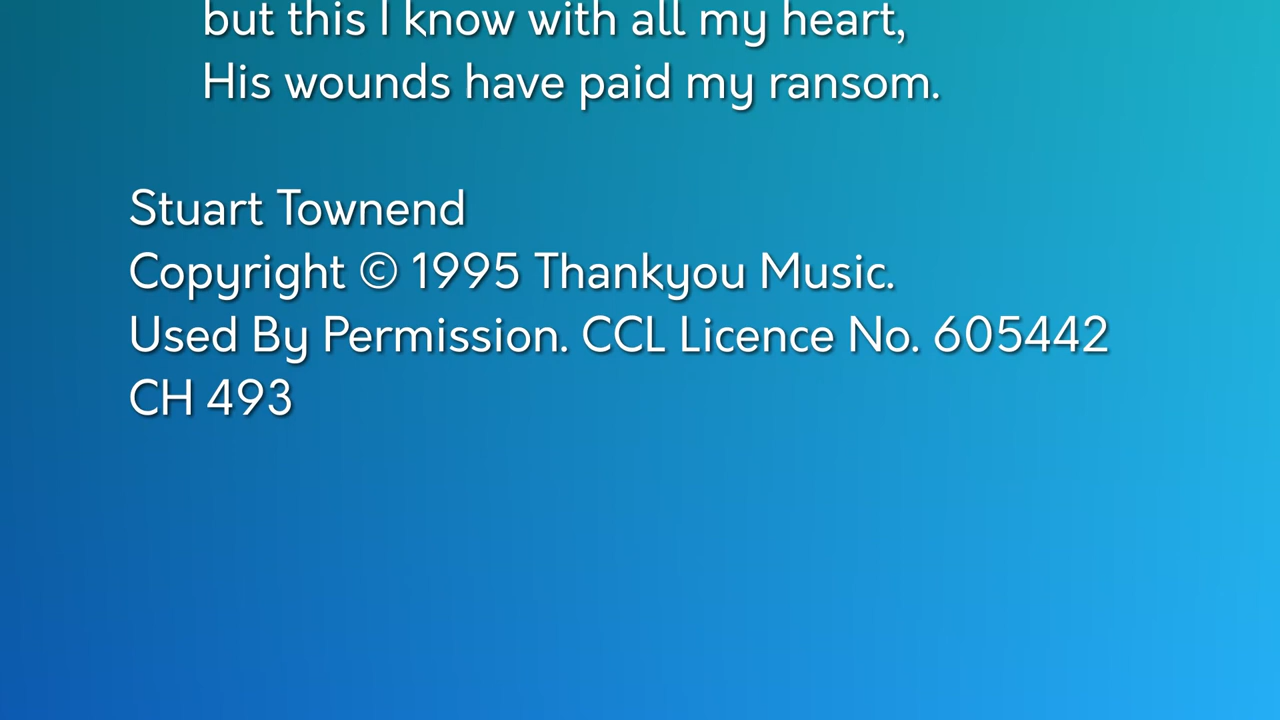 but this I know with all my heart,
His wounds have paid my ransom.
Stuart Townend
Copyright © 1995 Thankyou Music.
Used By Permission. CCL Licence No. 605442
CH 493